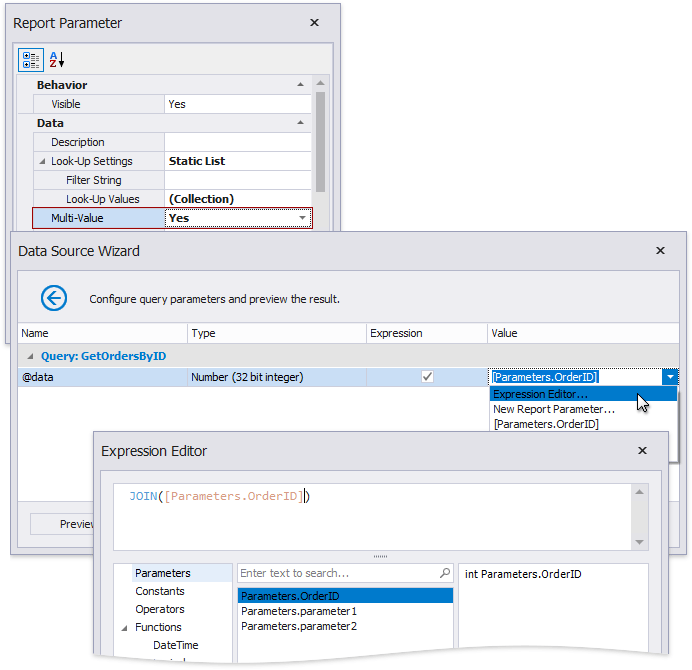 Report Parameter
Behavior
Visible Yes
Data
Description
Look-Up Settings Static List
Filter String
Look-Up Values (Collection)
Multi-Value Yes
Data Source Wizard
Configure query parameters and preview the result.
Name Type Expression Value
Query: GetOrdersByID
@data Number (32 bit integer) [Parameters.OrderID]
Expression Editor...
New Report Parameter...
[Parameters.OrderID]
Expression Editor
JOIN([Parameters.OrderID])
Parameters Enter text to search... int Parameters.OrderID
Constants Parameters.OrderID
Operators Parameters.parameter1
Functions Parameters.parameter2
DateTime